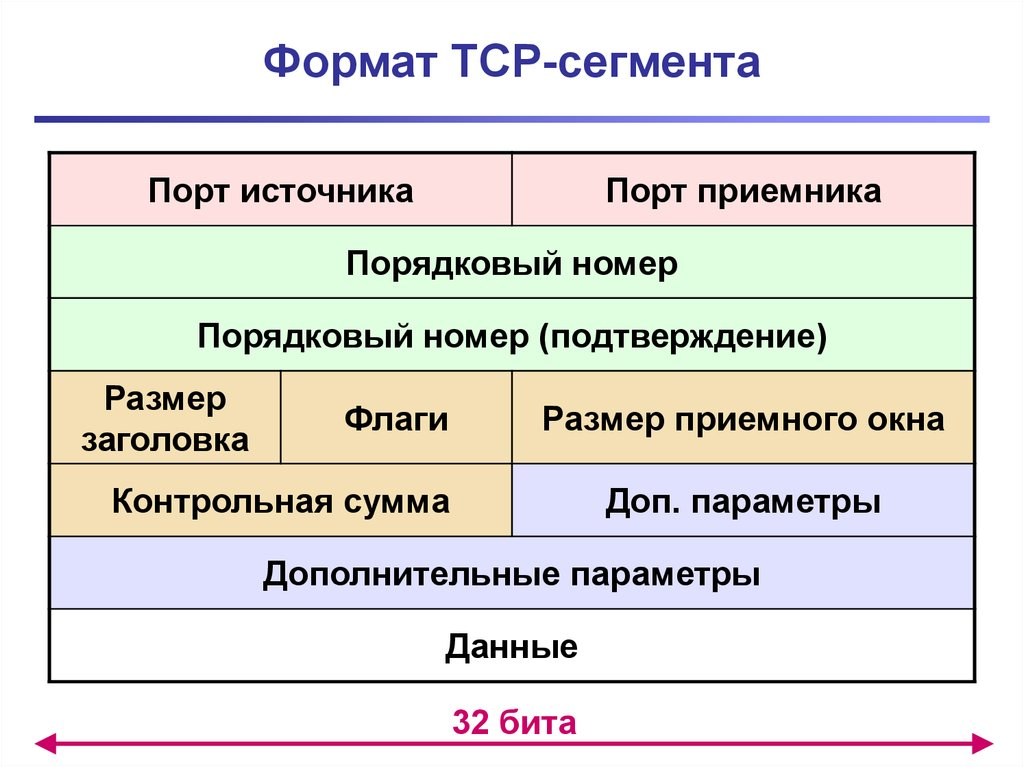 Формат TCP-сегмента
Порт источника
Порт приемника
Порядковый номер
Порядковый номер (подтверждение)
Размер
заголовка
Флаги
Размер приемного окна
Контрольная сумма
Доп. параметры
Дополнительные параметры
Данные
32 бита